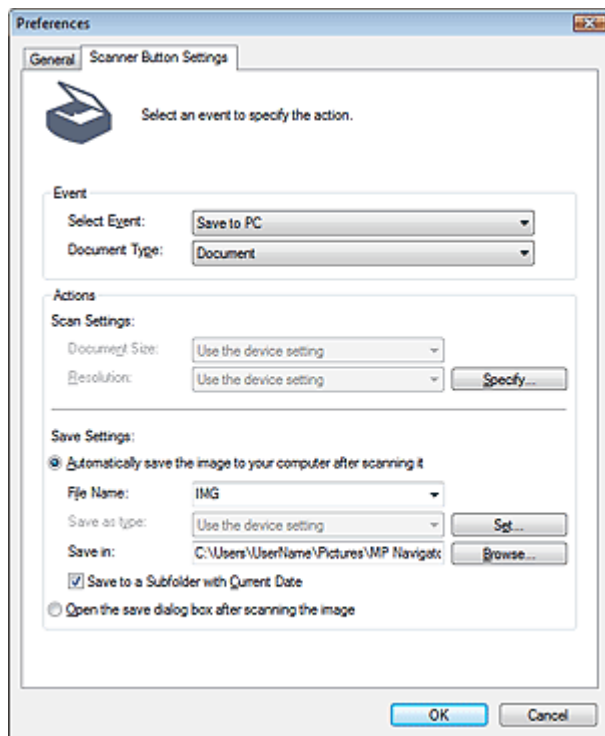 Preferences
General Scanner Button Settings
Select an event to specify the action.
Event
Select Event: Save to PC
Document Type: Document
Actions
Scan Settings:
Document Size: Use the device setting
Resolution: Use the device setting Specify...
Save Settings:
Automatically save the image to your computer after scanning it
File Name: IMG
Save as type: Use the device setting Set...
Save in: C:\Users\UserName\Pictures\MP Navigato Browse...
Save to a Subfolder with Current Date
Open the save dialog box after scanning the image
OK Cancel